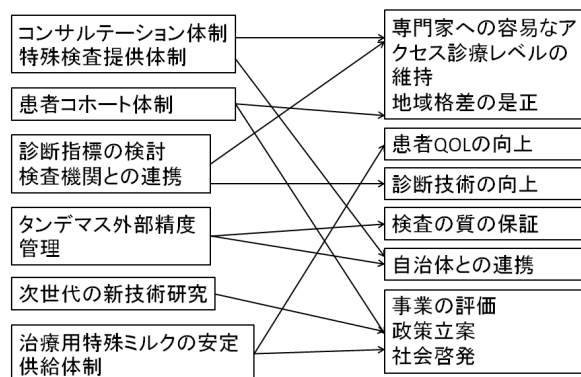 コンサルテーション体制
特殊検査提供体制
患者コホート体制
診断指標の検討
検査機関との連携
タンデマス外部精度
管理
次世代の新技術研究
治療用特殊ミルクの安定
供給体制
専門家への容易なア
クセス診療レベルの
維持
地域格差の是正
患者QOLの向上
診断技術の向上
検査の質の保証
自治体との連携
事業の評価
政策立案
社会啓発